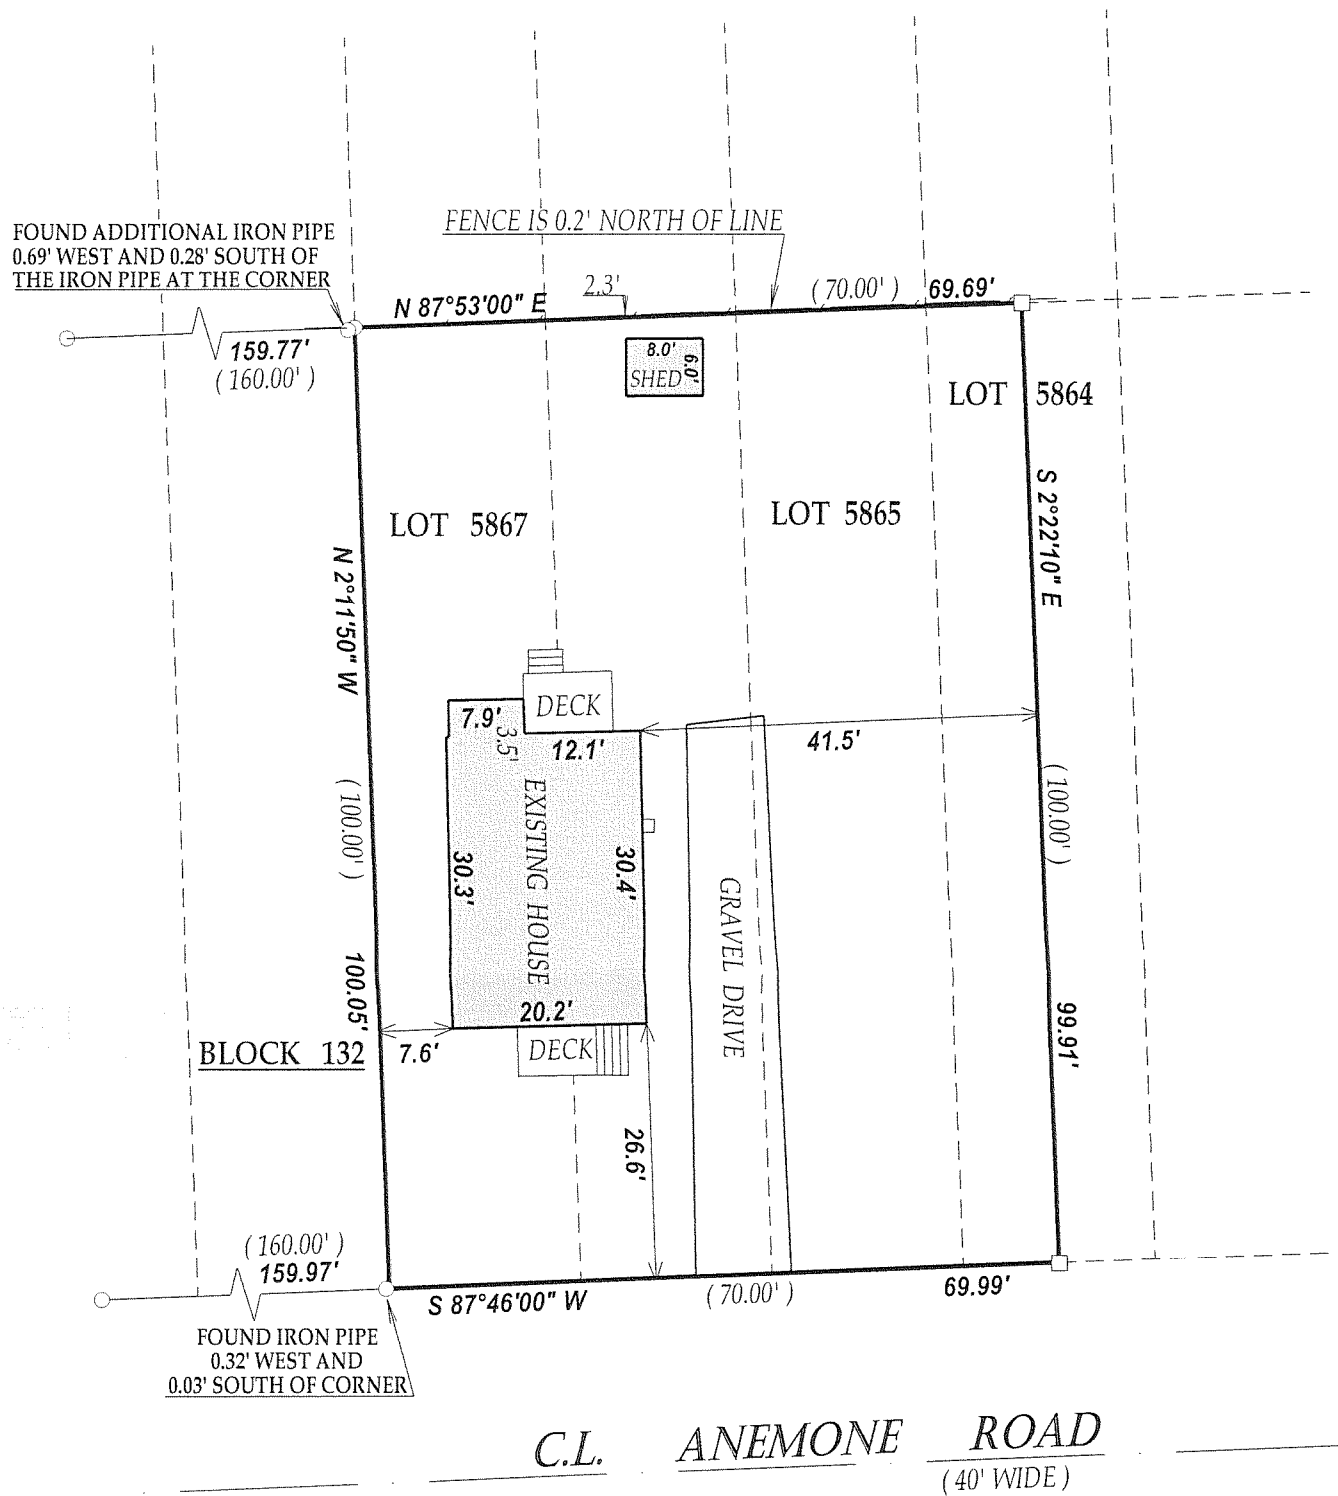 FENCE IS 0.2' NORTH OF LINE
FOUND ADDITIONAL IRON PIPE
0.69' WEST AND 0.28' SOUTH OF
THE IRON PIPE AT THE CORNER
2.3'
N 87°53'00" E
( 70.00' ) 69.69'
159.77'
( 160.00' )
8.0'
6.0'
SHED
LOT 5864
LOT 5867
LOT 5865
S 2°22'10" E
N 2°11'50" W
DECK
7.9'
3.5'
12.1'
41.5'
( 100.00' )
( 100.00' )
EXISTING HOUSE
30.3'
30.4'
GRAVEL DRIVE
100.05'
99.91'
20.2'
BLOCK 132
7.6'
DECK
26.6'
( 160.00' )
159.97'
S 87°46'00" W
( 70.00' )
69.99'
FOUND IRON PIPE
0.32' WEST AND
0.03' SOUTH OF CORNER
C.L. ANEMONE ROAD
( 40' WIDE )